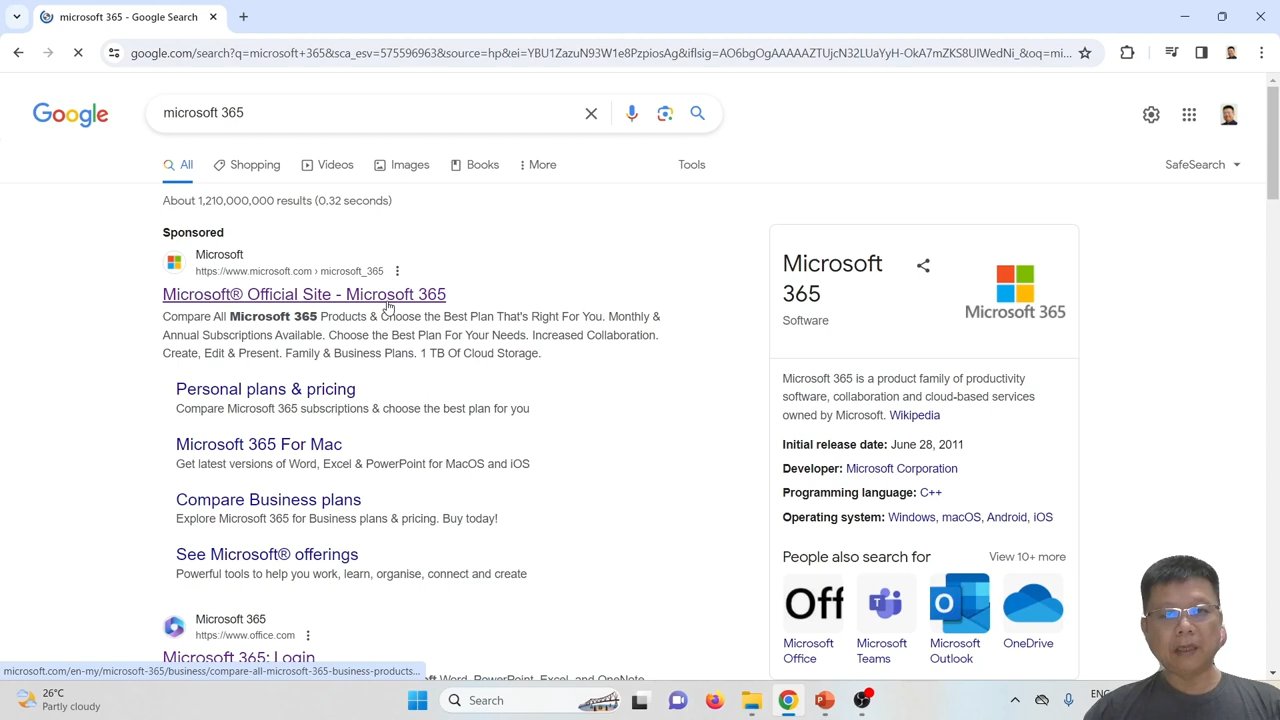 microsoft 365 - Google Search
google.com/search?q=microsoft+365&sca_esv=575596963&source=hp&ei=YBU1ZazuN93W1e8PzpiosAg&iflsig=AO6bgOgAAAAAZTUjcN32LUaYyH-OkA7mZKS8UIWedNi_&oq=mi...
Google
microsoft 365
All
Shopping
Videos
Images
Books
More
Tools
SafeSearch
About 1,210,000,000 results (0.32 seconds)
Sponsored
Microsoft
https://www.microsoft.com › microsoft_365
Microsoft® Official Site - Microsoft 365
Compare All Microsoft 365 Products & Choose the Best Plan That's Right For You. Monthly &
Annual Subscriptions Available. Choose the Best Plan For Your Needs. Increased Collaboration.
Create, Edit & Present. Family & Business Plans. 1 TB Of Cloud Storage.
Personal plans & pricing
Compare Microsoft 365 subscriptions & choose the best plan for you
Microsoft 365 For Mac
Get latest versions of Word, Excel & PowerPoint for MacOS and iOS
Compare Business plans
Explore Microsoft 365 for Business plans & pricing. Buy today!
See Microsoft® offerings
Powerful tools to help you work, learn, organise, connect and create
Microsoft 365
https://www.office.com
Microsoft 365: Login
Microsoft
365
Software
Microsoft 365
Microsoft 365 is a product family of productivity
software, collaboration and cloud-based services
owned by Microsoft. Wikipedia
Initial release date: June 28, 2011
Developer: Microsoft Corporation
Programming language: C++
Operating system: Windows, macOS, Android, iOS
People also search for
View 10+ more
Off
Microsoft
Office
Microsoft
Teams
Microsoft
Outlook
OneDrive
microsoft.com/en-my/microsoft-365/business/compare-all-microsoft-365-business-products...
soft Word, PowerPoint, Excel, and OneNote
26°C
Partly cloudy
Search
ENG